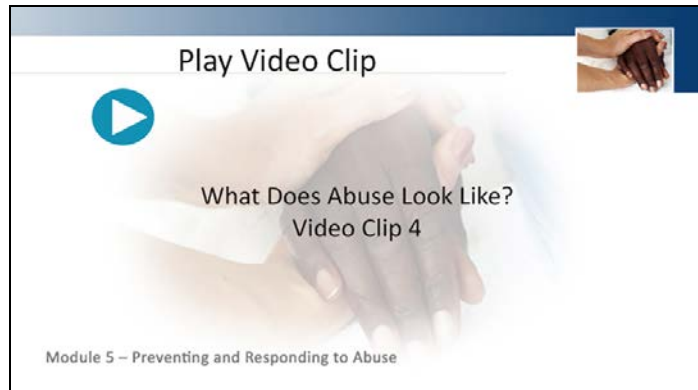 Play Video Clip
What Does Abuse Look Like?
Video Clip 4
Module 5 – Preventing and Responding to Abuse